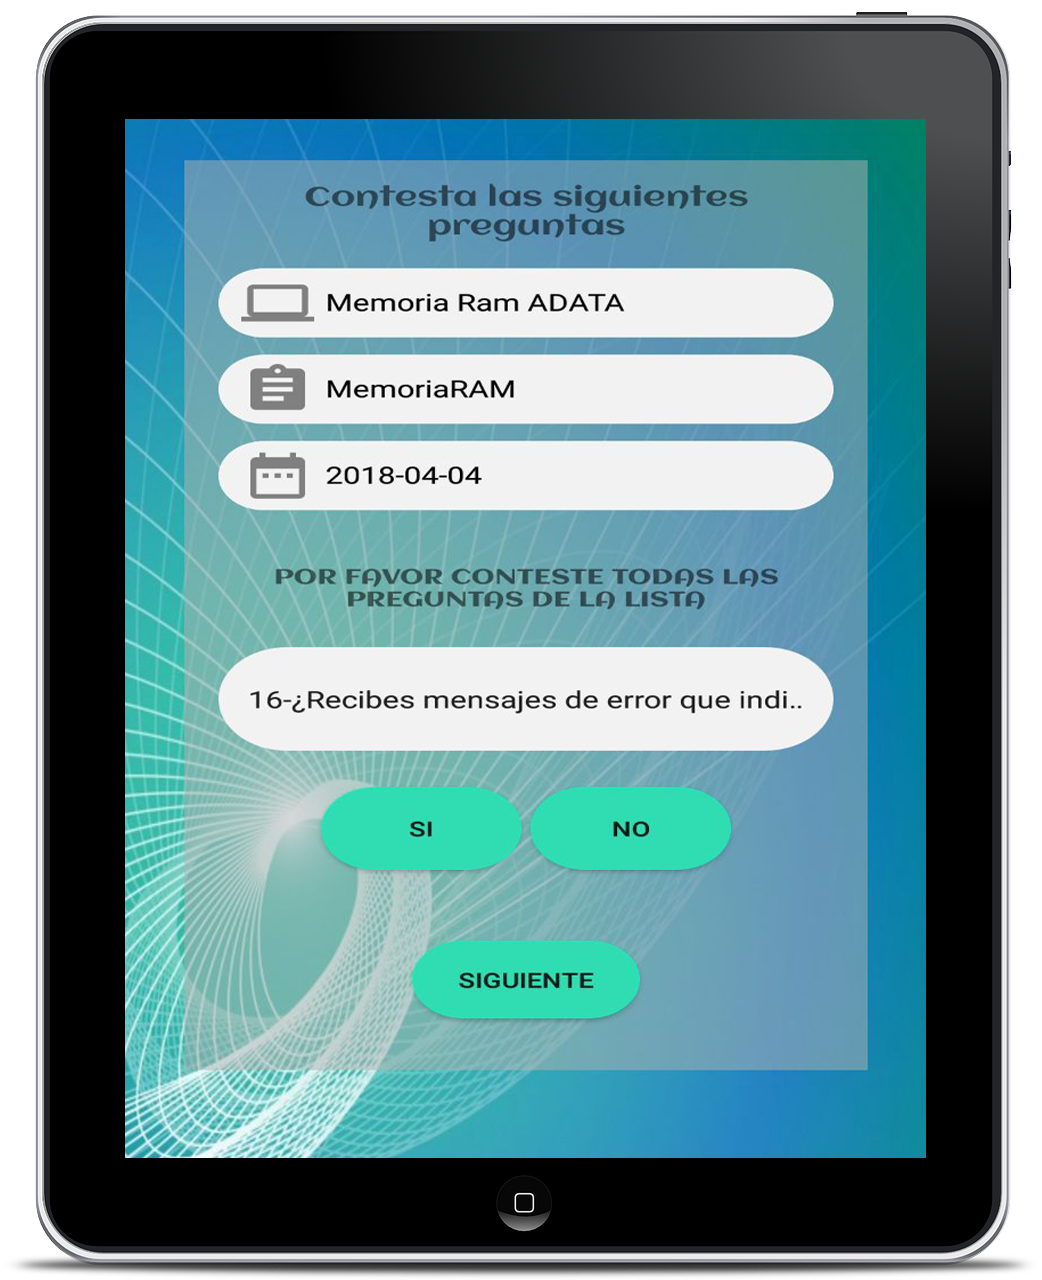 Contesta las siguientes
preguntas
Memoria Ram ADATA
MemoriaRAM
2018-04-04
POR FAVOR CONTESTE TODAS LAS
PREGUNTAS DE LA LISTA
16-¿Recibes mensajes de error que indi..
SI
NO
SIGUIENTE